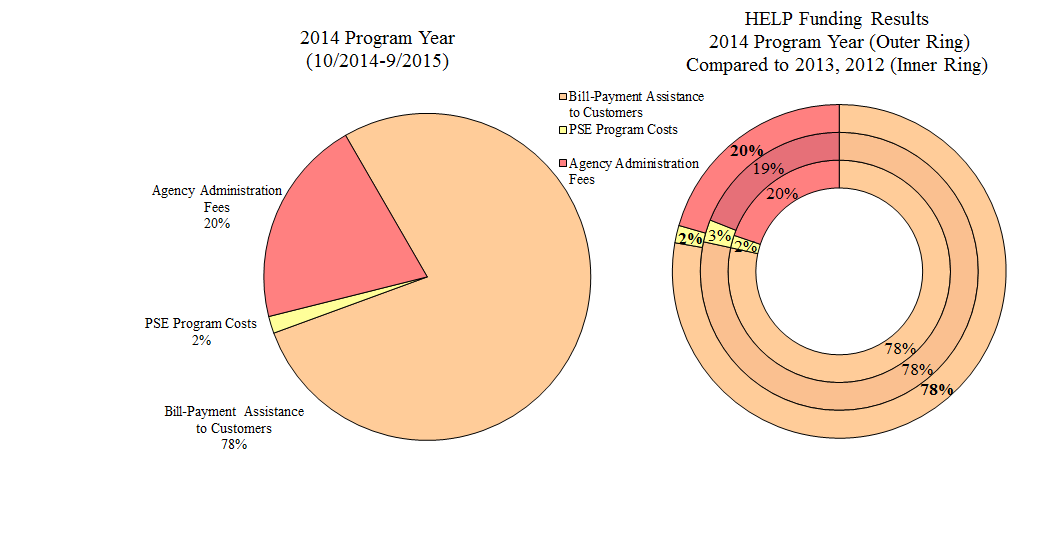 2014 Program Year
(10/2014-9/2015)
Agency Administration
Fees
20%
PSE Program Costs
2%
Bill-Payment Assistance
to Customers
78%
HELP Funding Results
2014 Program Year (Outer Ring)
Compared to 2013, 2012 (Inner Ring)
Bill-Payment Assistance
to Customers
PSE Program Costs
Agency Administration
Fees
20%
19%
20%
2%
3%
2%
78%
78%
78%